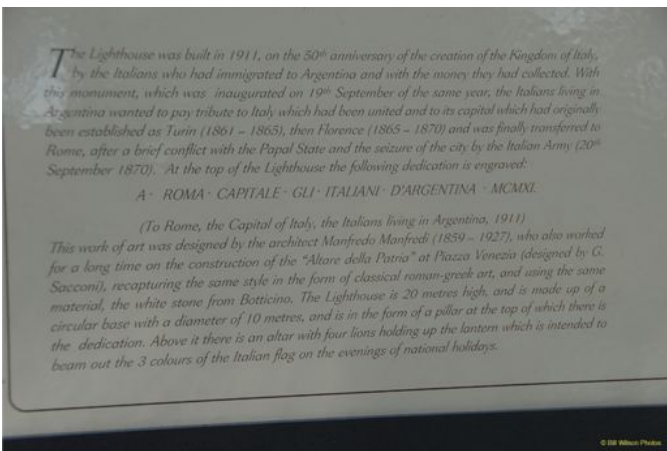 The Lighthouse was built in 1911, on the 50th anniversary of the creation of the Kingdom of Italy,
by the Italians who had immigrated to Argentina and with the money they had collected. With
this monument, which was inaugurated on 19th September of the same year, the Italians living in
Argentina wanted to pay tribute to Italy which had been united and to its capital which had originally
been established as Turin (1861 – 1865), then Florence (1865 – 1870) and was finally transferred to
Rome, after a brief conflict with the Papal State and the seizure of the city by the Italian Army (20th
September 1870). At the top of the Lighthouse the following dedication is engraved:
A · ROMA · CAPITALE · GLI · ITALIANI · D'ARGENTINA · MCMXI.
(To Rome, the Capital of Italy, the Italians living in Argentina, 1911)
This work of art was designed by the architect Manfredo Manfredi (1859 – 1927), who also worked
for a long time on the construction of the "Altare della Patria" at Piazza Venezia (designed by G.
Sacconi), recapturing the same style in the form of classical roman-greek art, and using the same
material, the white stone from Botticino. The Lighthouse is 20 metres high, and is made up of a
circular base with a diameter of 10 metres, and is in the form of a pillar at the top of which there is
the dedication. Above it there is an altar with four lions holding up the lantern which is intended to
beam out the 3 colours of the Italian flag on the evenings of national holidays.
© Bill Wilson Photos